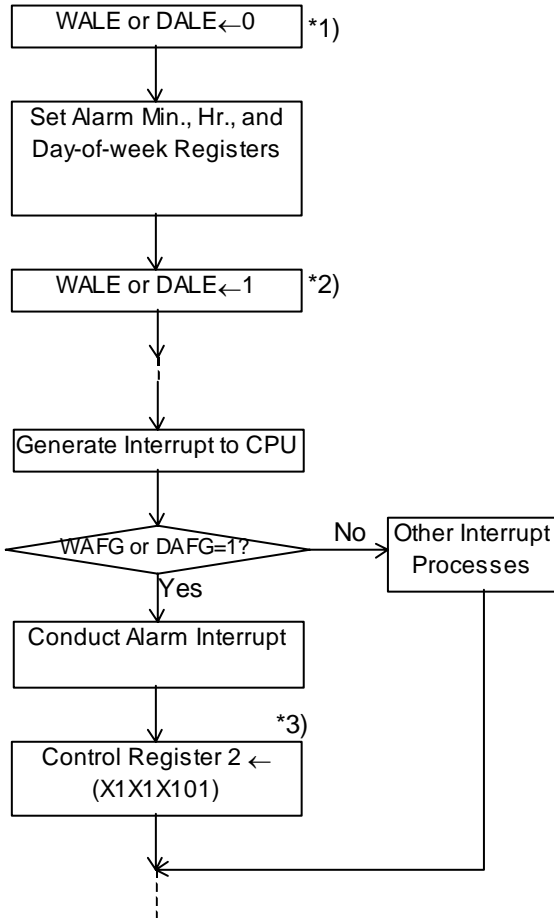 WALE or DALE←0
*1)
Set Alarm Min., Hr., and
Day-of-week Registers
WALE or DALE←1
*2)
Generate Interrupt to CPU
WAFG or DAFG=1?
No
Other Interrupt
Processes
Yes
Conduct Alarm Interrupt
*3)
Control Register 2 ←
(X1X1X101)